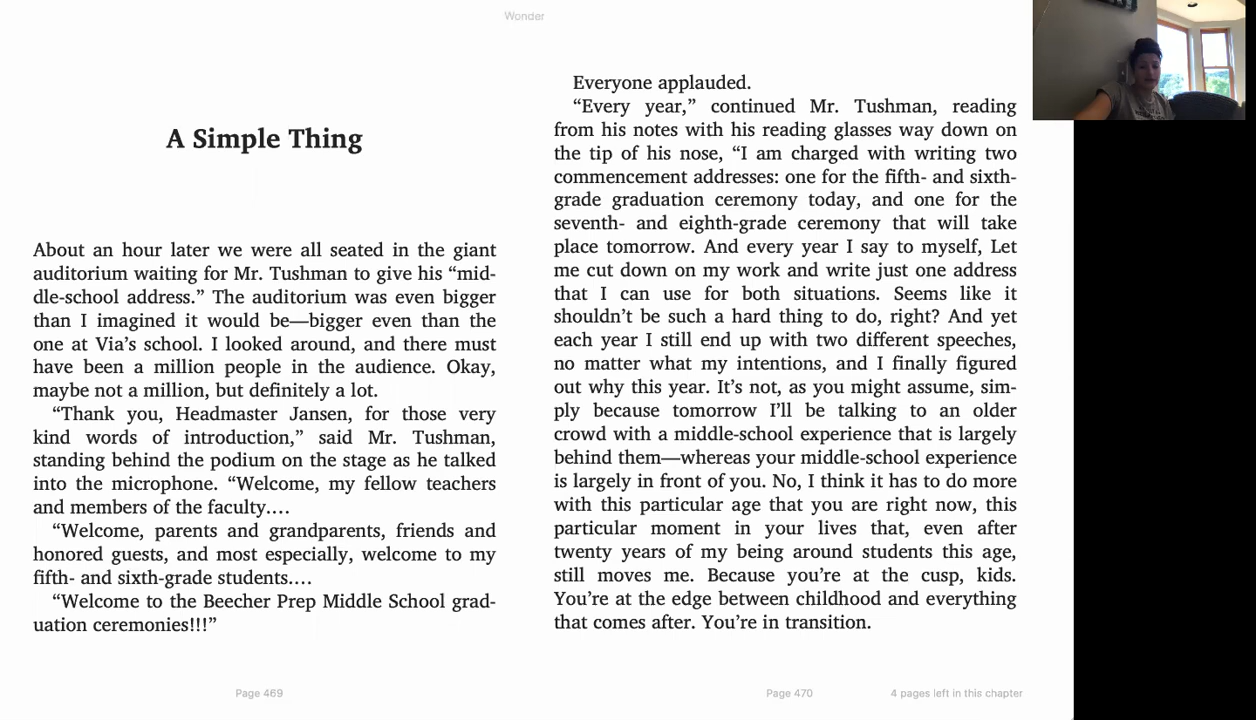 Wonder
A Simple Thing
About an hour later we were all seated in the giant
auditorium waiting for Mr. Tushman to give his “mid-
dle-school address.” The auditorium was even bigger
than I imagined it would be—bigger even than the
one at Via’s school. I looked around, and there must
have been a million people in the audience. Okay,
maybe not a million, but definitely a lot.
“Thank you, Headmaster Jansen, for those very
kind words of introduction,” said Mr. Tushman,
standing behind the podium on the stage as he talked
into the microphone. “Welcome, my fellow teachers
and members of the faculty….
“Welcome, parents and grandparents, friends and
honored guests, and most especially, welcome to my
fifth- and sixth-grade students….
“Welcome to the Beecher Prep Middle School grad-
uation ceremonies!!!”
Page 469
Everyone applauded.
“Every year,” continued Mr. Tushman, reading
from his notes with his reading glasses way down on
the tip of his nose, “I am charged with writing two
commencement addresses: one for the fifth- and sixth-
grade graduation ceremony today, and one for the
seventh- and eighth-grade ceremony that will take
place tomorrow. And every year I say to myself, Let
me cut down on my work and write just one address
that I can use for both situations. Seems like it
shouldn’t be such a hard thing to do, right? And yet
each year I still end up with two different speeches,
no matter what my intentions, and I finally figured
out why this year. It’s not, as you might assume, sim-
ply because tomorrow I’ll be talking to an older
crowd with a middle-school experience that is largely
behind them—whereas your middle-school experience
is largely in front of you. No, I think it has to do more
with this particular age that you are right now, this
particular moment in your lives that, even after
twenty years of my being around students this age,
still moves me. Because you’re at the cusp, kids.
You’re at the edge between childhood and everything
that comes after. You’re in transition.
Page 470
4 pages left in this chapter